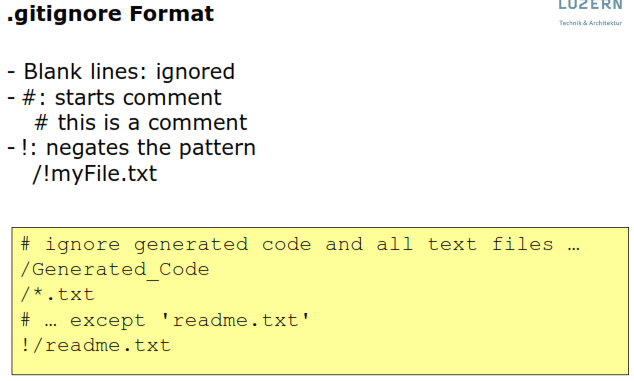 LUZERN
Technik & Architektur
.gitignore Format
- Blank lines: ignored
- #: starts comment
# this is a comment
- !: negates the pattern
/!myFile.txt
# ignore generated code and all text files …
/Generated_Code
/*.txt
# … except 'readme.txt'
!/readme.txt